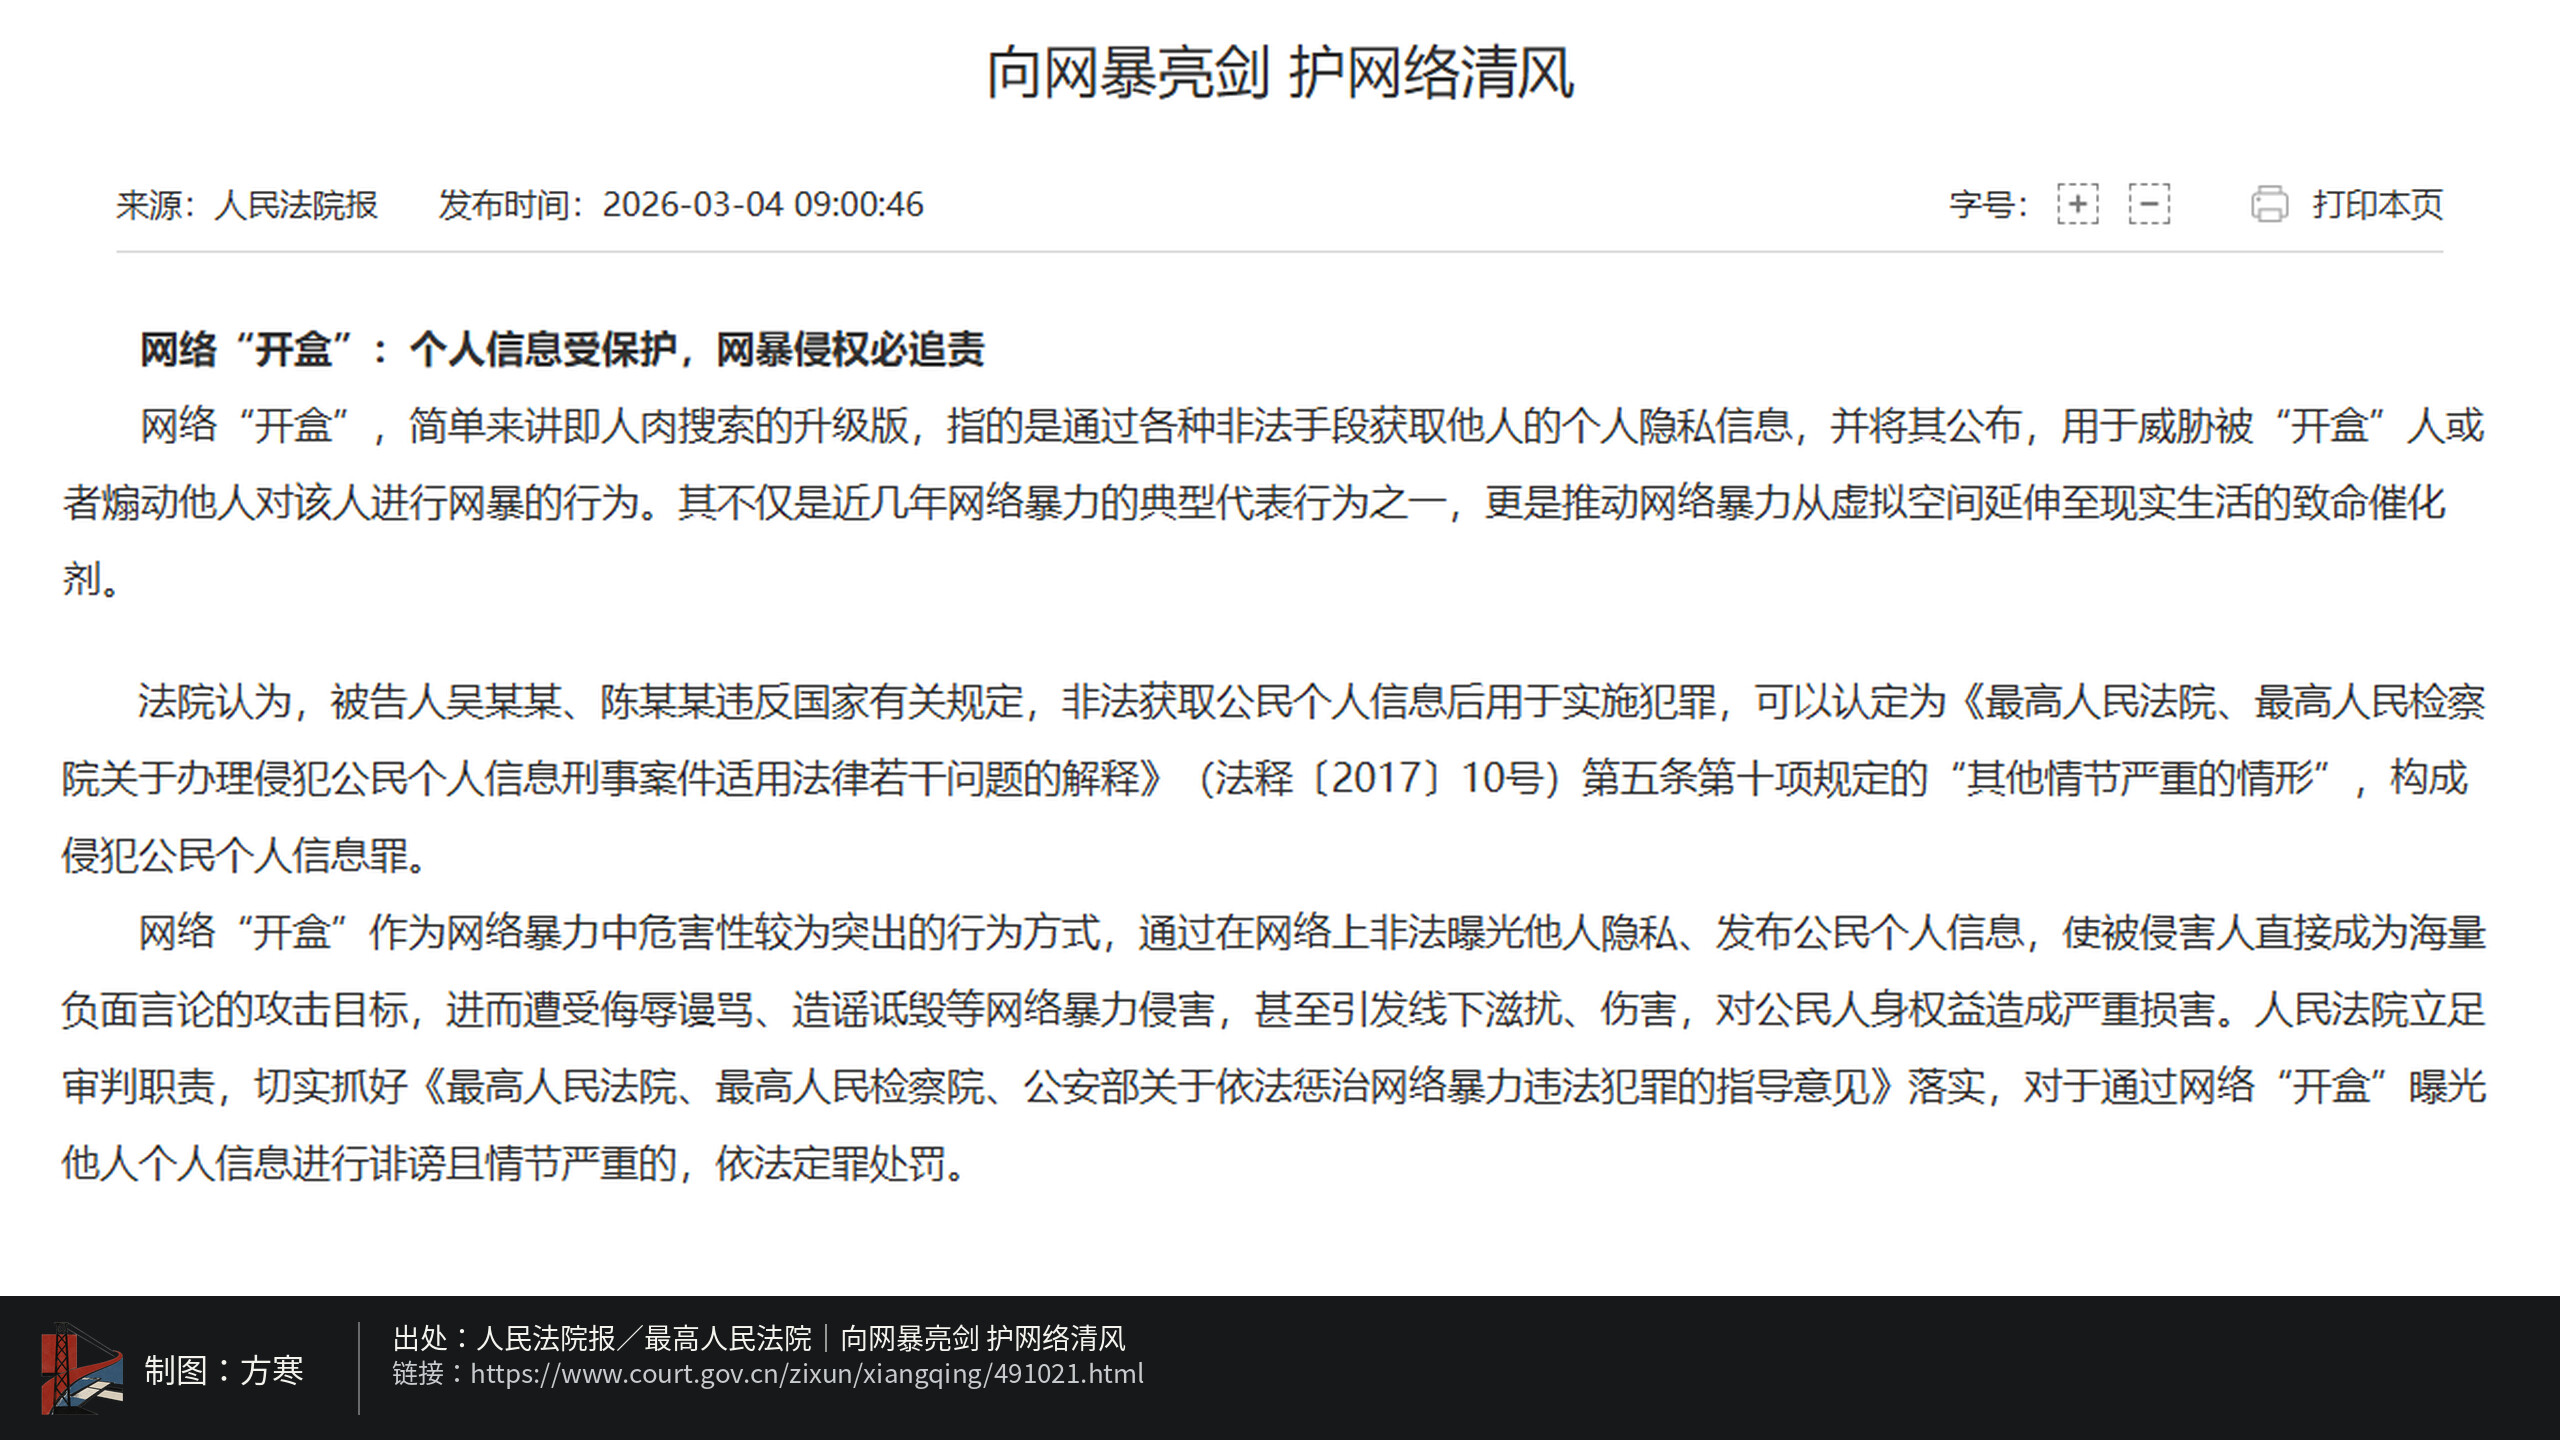 向网暴亮剑 护网络清风
来源：人民法院报 发布时间：2026-03-04 09:00:46 字号： 打印本页
网络“开盒”：个人信息受保护，网暴侵权必追责
网络“开盒”，简单来讲即人肉搜索的升级版，指的是通过各种非法手段获取他人的个人隐私信息，并将其公布，用于威胁被“开盒”人或
者煽动他人对该人进行网暴的行为。其不仅是近几年网络暴力的典型代表行为之一，更是推动网络暴力从虚拟空间延伸至现实生活的致命催化
剂。
法院认为，被告人吴某某、陈某某违反国家有关规定，非法获取公民个人信息后用于实施犯罪，可以认定为《最高人民法院、最高人民检察
院关于办理侵犯公民个人信息刑事案件适用法律若干问题的解释》（法释〔2017〕10号）第五条第十项规定的“其他情节严重的情形”，构成
侵犯公民个人信息罪。
网络“开盒”作为网络暴力中危害性较为突出的行为方式，通过在网络上非法曝光他人隐私、发布公民个人信息，使被侵害人直接成为海量
负面言论的攻击目标，进而遭受侮辱谩骂、造谣诋毁等网络暴力侵害，甚至引发线下滋扰、伤害，对公民人身权益造成严重损害。人民法院立足
审判职责，切实抓好《最高人民法院、最高人民检察院、公安部关于依法惩治网络暴力违法犯罪的指导意见》落实，对于通过网络“开盒”曝光
他人个人信息进行诽谤且情节严重的，依法定罪处罚。
制图：方寒
出处：人民法院报／最高人民法院｜向网暴亮剑 护网络清风
链接：https://www.court.gov.cn/zixun/xiangqing/491021.html